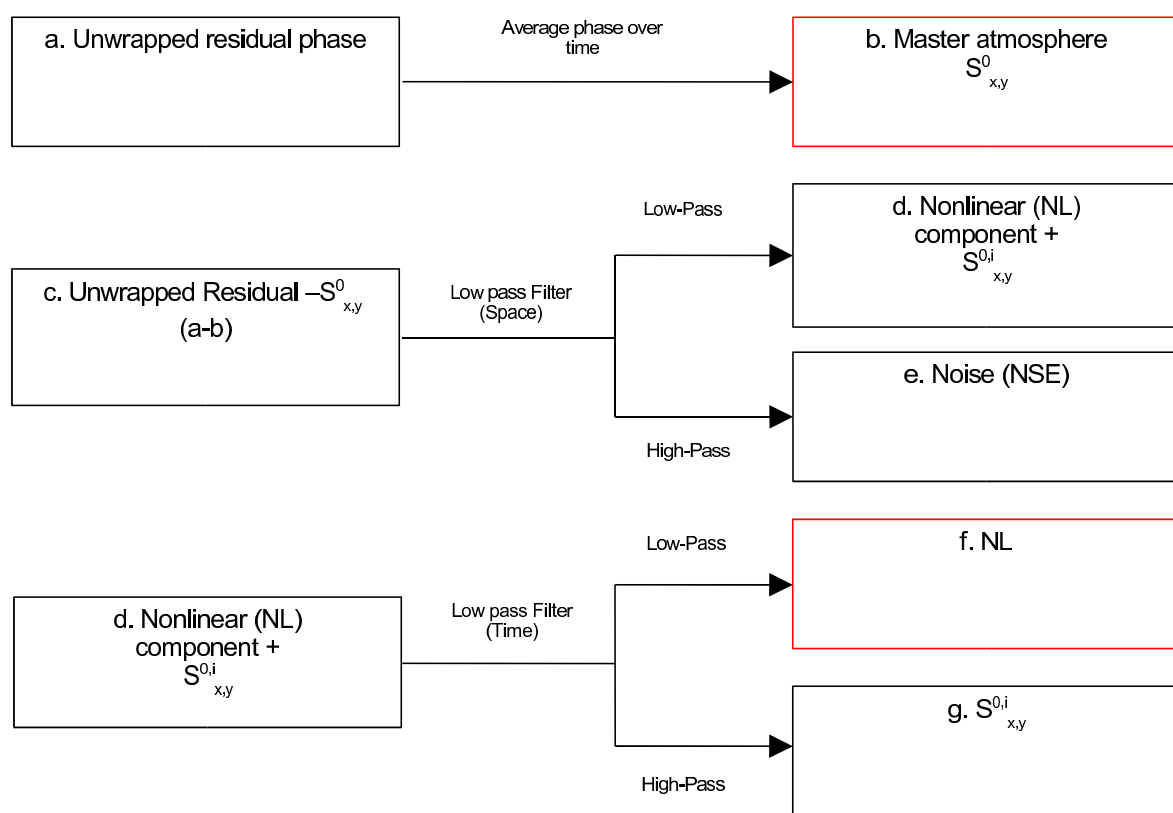 a. Unwrapped residual phase
Average phase over
time
b. Master atmosphere
S⁰x,y
c. Unwrapped Residual –S⁰x,y
(a-b)
Low pass Filter
(Space)
Low-Pass
d. Nonlinear (NL)
component +
S⁰,ⁱx,y
High-Pass
e. Noise (NSE)
d. Nonlinear (NL)
component +
S⁰,ⁱx,y
Low pass Filter
(Time)
Low-Pass
f. NL
High-Pass
g. S⁰,ⁱx,y